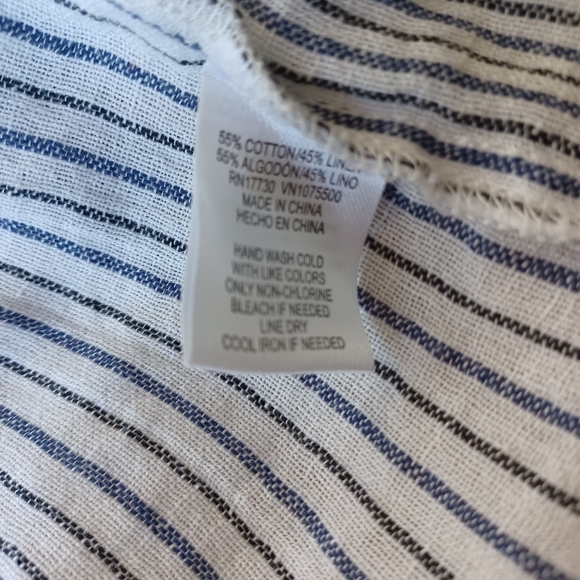 55% COTTON/45% LINEN
55% ALGODÓN/45% LINO
RN17730 VN1075500
MADE IN CHINA
HECHO EN CHINA
HAND WASH COLD
WITH LIKE COLORS
ONLY NON-CHLORINE
BLEACH IF NEEDED
LINE DRY
COOL IRON IF NEEDED